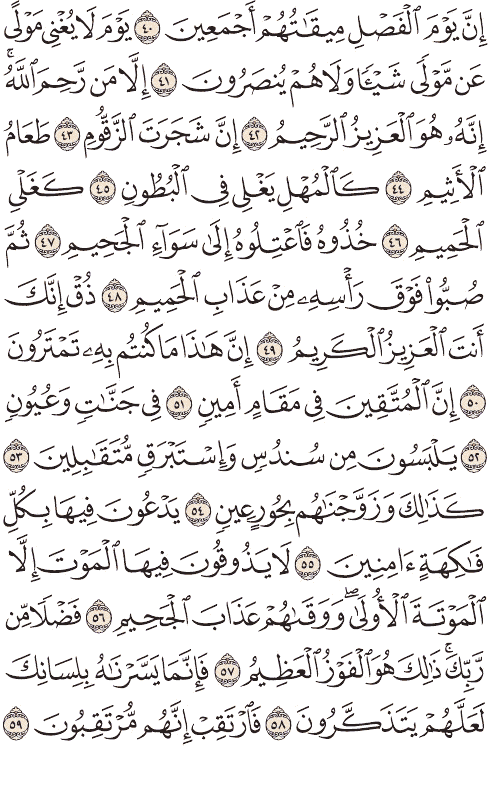 إِنَّ يَوْمَ ٱلْفَصْلِ مِيقَٰتُهُمْ أَجْمَعِينَ ٤٠ يَوْمَ لَا يُغْنِى مَوْلًى
عَن مَّوْلًى شَيْـًٔا وَلَا هُمْ يُنصَرُونَ ٤١ إِلَّا مَن رَّحِمَ ٱللَّهُ ۚ
إِنَّهُۥ هُوَ ٱلْعَزِيزُ ٱلرَّحِيمُ ٤٢ إِنَّ شَجَرَتَ ٱلزَّقُّومِ ٤٣ طَعَامُ
ٱلْأَثِيمِ ٤٤ كَٱلْمُهْلِ يَغْلِى فِى ٱلْبُطُونِ ٤٥ كَغَلْىِ
ٱلْحَمِيمِ ٤٦ خُذُوهُ فَٱعْتِلُوهُ إِلَىٰ سَوَآءِ ٱلْجَحِيمِ ٤٧ ثُمَّ
صُبُّوا۟ فَوْقَ رَأْسِهِۦ مِنْ عَذَابِ ٱلْحَمِيمِ ٤٨ ذُقْ إِنَّكَ
أَنتَ ٱلْعَزِيزُ ٱلْكَرِيمُ ٤٩ إِنَّ هَٰذَا مَا كُنتُم بِهِۦ تَمْتَرُونَ
٥٠ إِنَّ ٱلْمُتَّقِينَ فِى مَقَامٍ أَمِينٍ ٥١ فِى جَنَّٰتٍ وَعُيُونٍ
٥٢ يَلْبَسُونَ مِن سُندُسٍ وَإِسْتَبْرَقٍ مُّتَقَٰبِلِينَ ٥٣
كَذَٰلِكَ وَزَوَّجْنَٰهُم بِحُورٍ عِينٍ ٥٤ يَدْعُونَ فِيهَا بِكُلِّ
فَٰكِهَةٍ ءَامِنِينَ ٥٥ لَا يَذُوقُونَ فِيهَا ٱلْمَوْتَ إِلَّا
ٱلْمَوْتَةَ ٱلْأُولَىٰ ۖ وَوَقَىٰهُمْ عَذَابَ ٱلْجَحِيمِ ٥٦ فَضْلًا مِّن
رَّبِّكَ ۚ ذَٰلِكَ هُوَ ٱلْفَوْزُ ٱلْعَظِيمُ ٥٧ فَإِنَّمَا يَسَّرْنَٰهُ بِلِسَانِكَ
لَعَلَّهُمْ يَتَذَكَّرُونَ ٥٨ فَٱرْتَقِبْ إِنَّهُم مُّرْتَقِبُونَ ٥٩